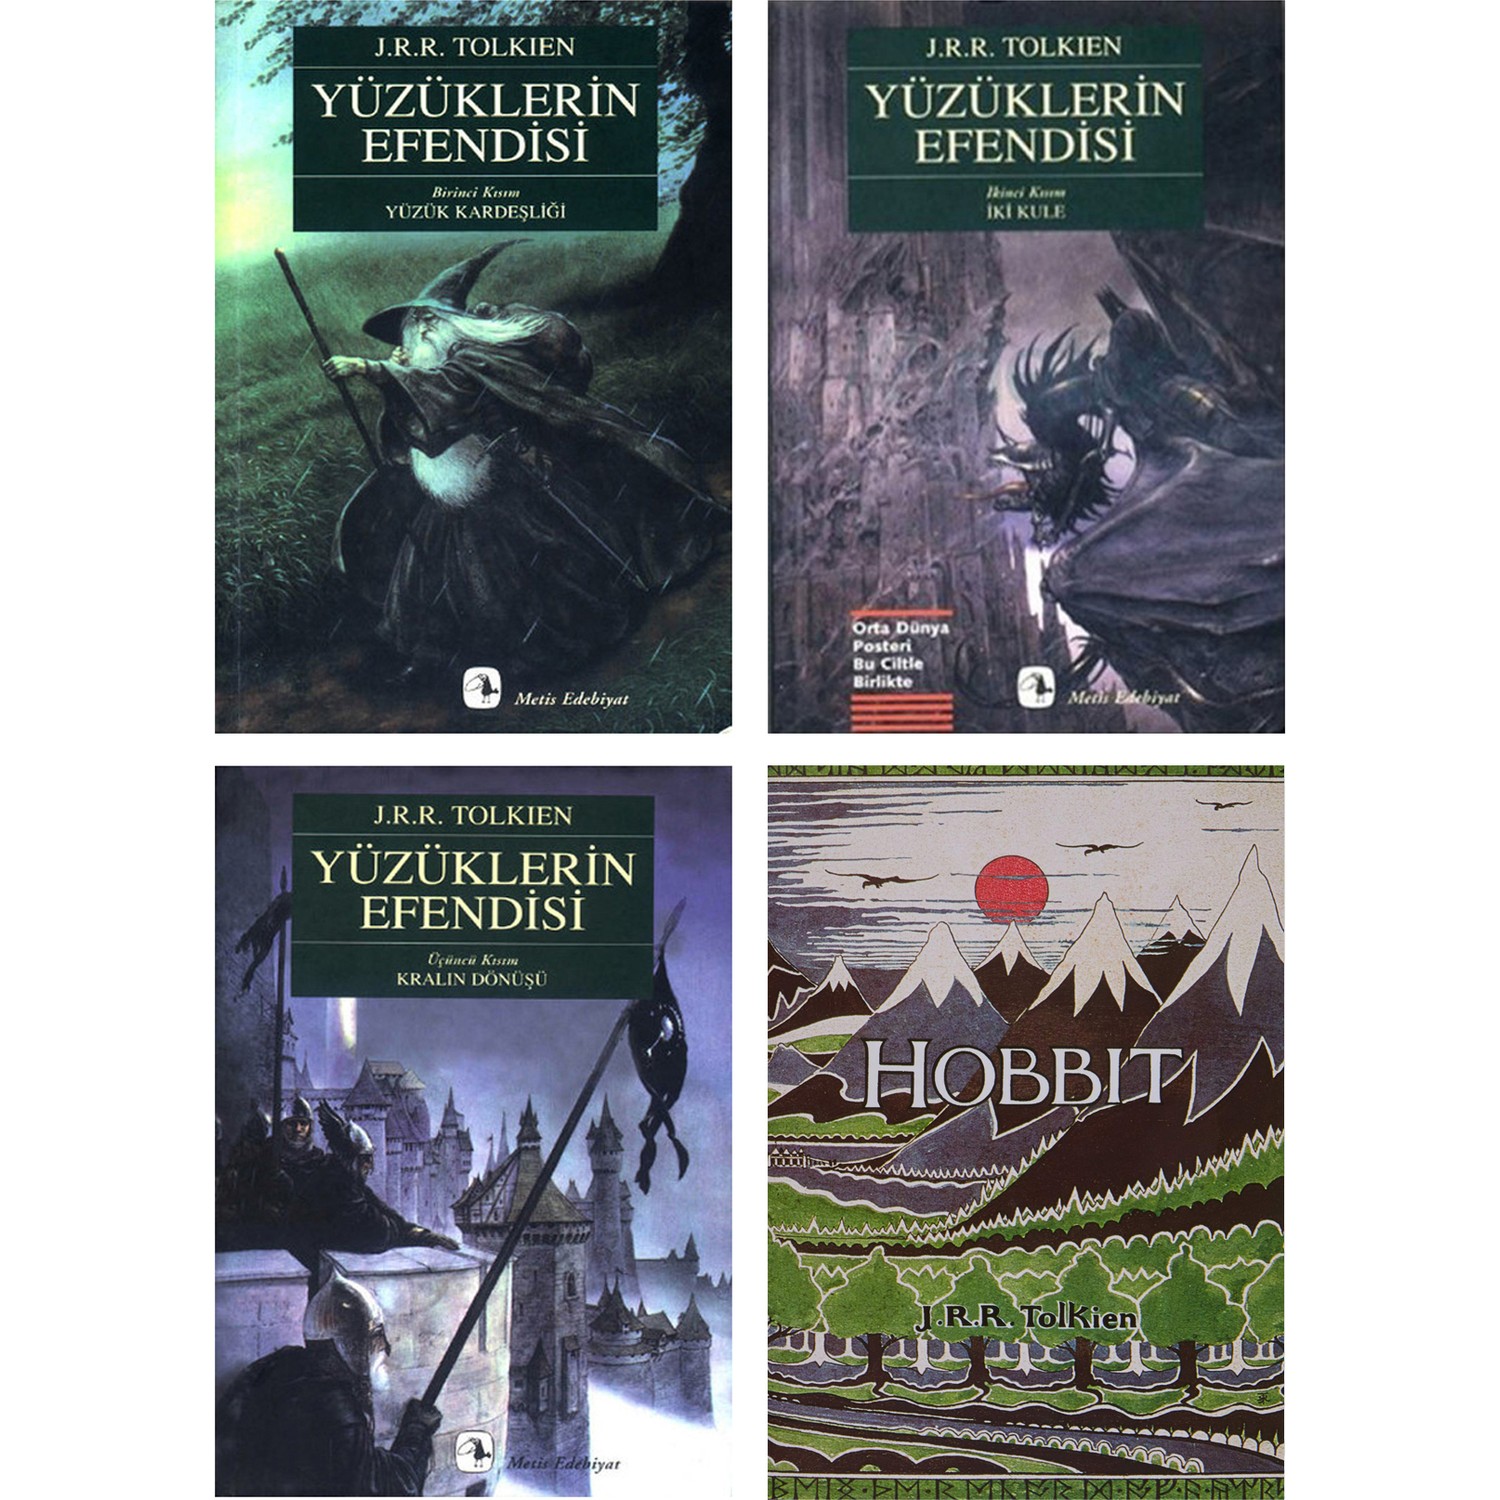 J.R.R. TOLKIEN
YÜZÜKLERİN
EFENDİSİ
Birinci Kısım
YÜZÜK KARDEŞLİĞİ
Metis Edebiyat
J.R.R. TOLKIEN
YÜZÜKLERİN
EFENDİSİ
İkinci Kısım
İKİ KULE
Orta Dünya
Posteri
Bu Ciltle
Birlikte
Metis Edebiyat
J.R.R. TOLKIEN
YÜZÜKLERİN
EFENDİSİ
Üçüncü Kısım
KRALIN DÖNÜŞÜ
Metis Edebiyat
HOBBIT
J.R.R. Tolkien